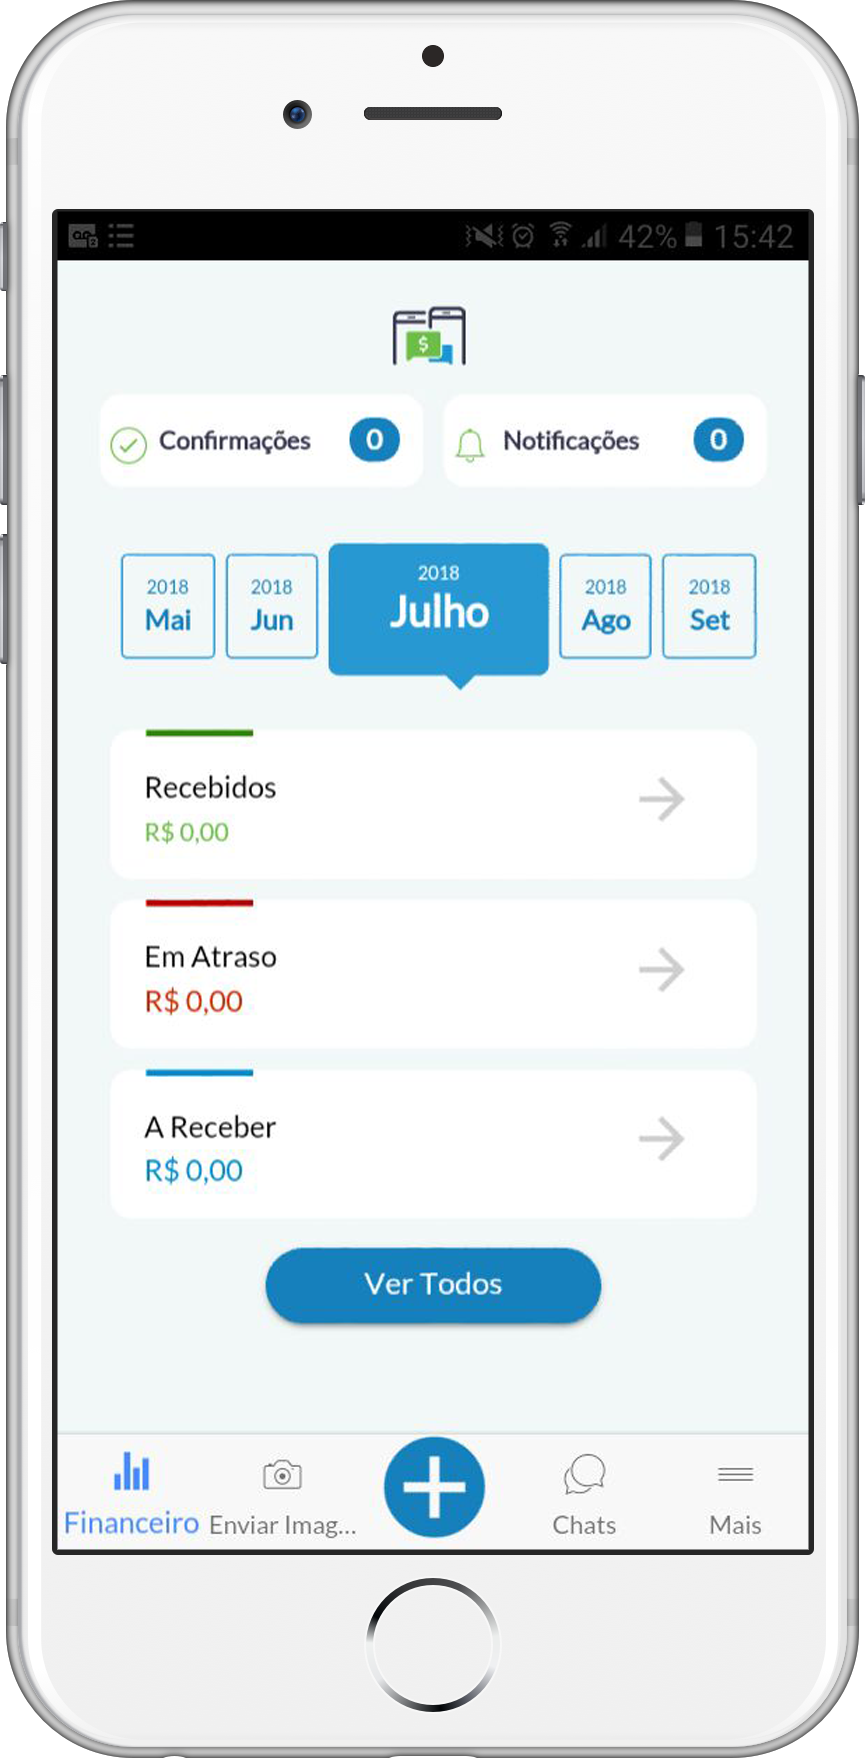 42% 15:42
$
Confirmações 0
Notificações 0
2018
Mai
2018
Jun
2018
Julho
2018
Ago
2018
Set
Recebidos
R$ 0,00
Em Atraso
R$ 0,00
A Receber
R$ 0,00
Ver Todos
Financeiro
Enviar Imag...
Chats
Mais